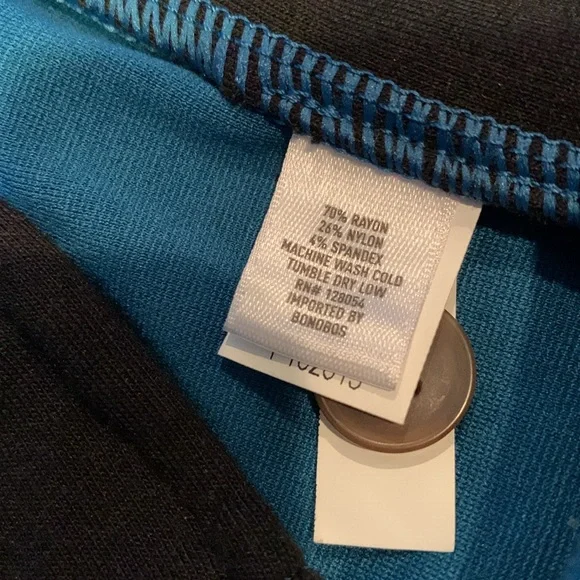 70% RAYON
26% NYLON
4% SPANDEX
MACHINE WASH COLD
TUMBLE DRY LOW
RN# 128054
IMPORTED BY
BONOBOS